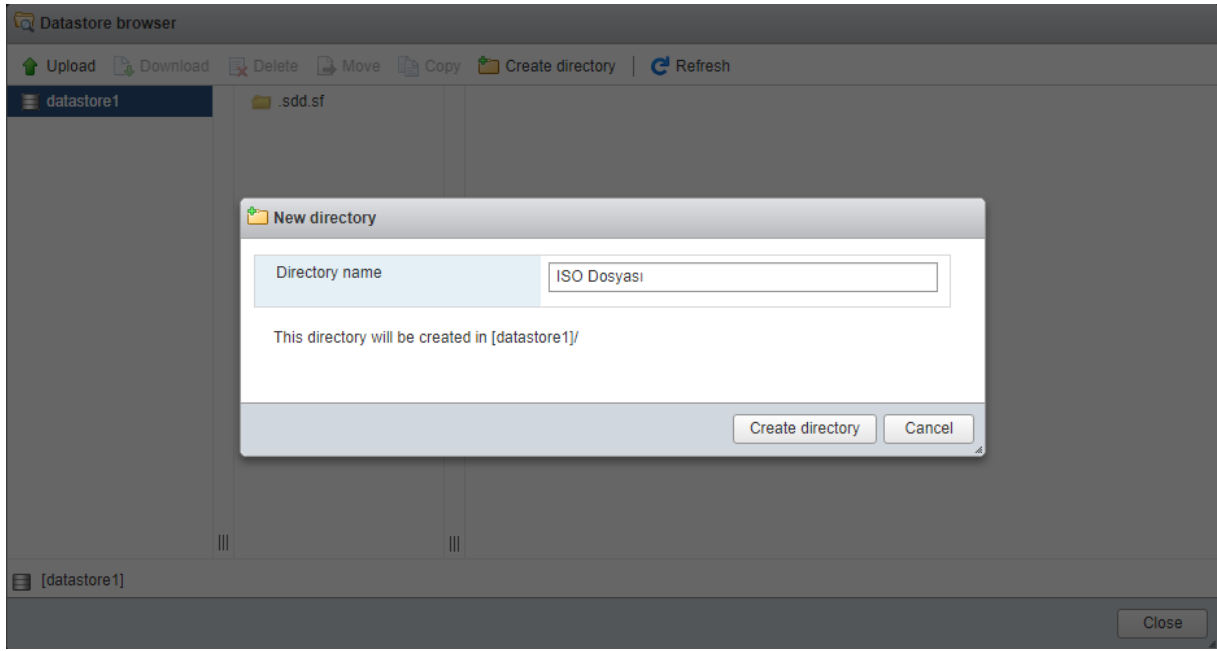 Datastore browser
Upload Download Delete Move Copy Create directory Refresh
datastore1 .sdd.sf
New directory
Directory name ISO Dosyası
This directory will be created in [datastore1]/
Create directory Cancel
[datastore1]
Close